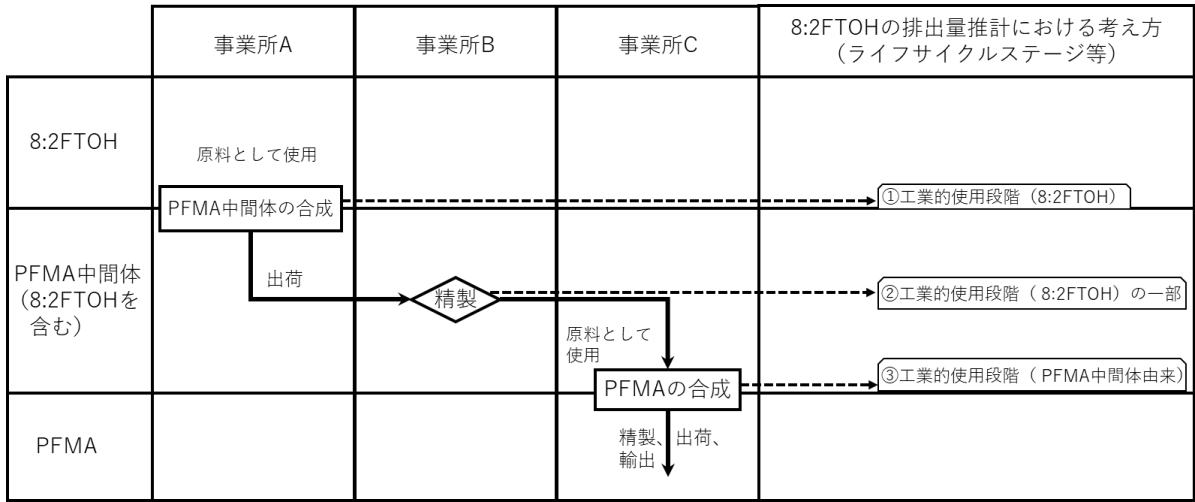 事業所A
事業所B
事業所C
8:2FTOHの排出量推計における考え方
（ライフサイクルステージ等）
8:2FTOH
原料として使用
PFMA中間体の合成
①工業的使用段階（8:2FTOH）
PFMA中間体
（8:2FTOHを
含む）
出荷
精製
②工業的使用段階（ 8:2FTOH）の一部
原料として
使用
PFMAの合成
③工業的使用段階（ PFMA中間体由来）
PFMA
精製、出荷、
輸出